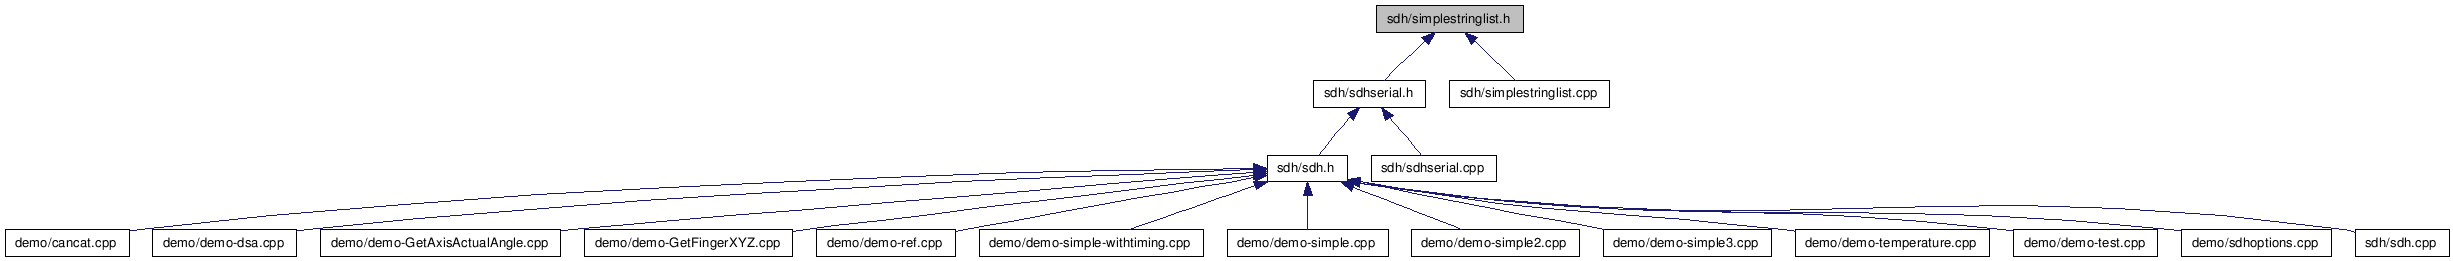 sdh/simplestringlist.h
sdh/sdhserial.h
sdh/simplestringlist.cpp
sdh/sdh.h
sdh/sdhserial.cpp
demo/cancat.cpp
demo/demo-dsa.cpp
demo/demo-GetAxisActualAngle.cpp
demo/demo-GetFingerXYZ.cpp
demo/demo-ref.cpp
demo/demo-simple-withtiming.cpp
demo/demo-simple.cpp
demo/demo-simple2.cpp
demo/demo-simple3.cpp
demo/demo-temperature.cpp
demo/demo-test.cpp
demo/sdhoptions.cpp
sdh/sdh.cpp